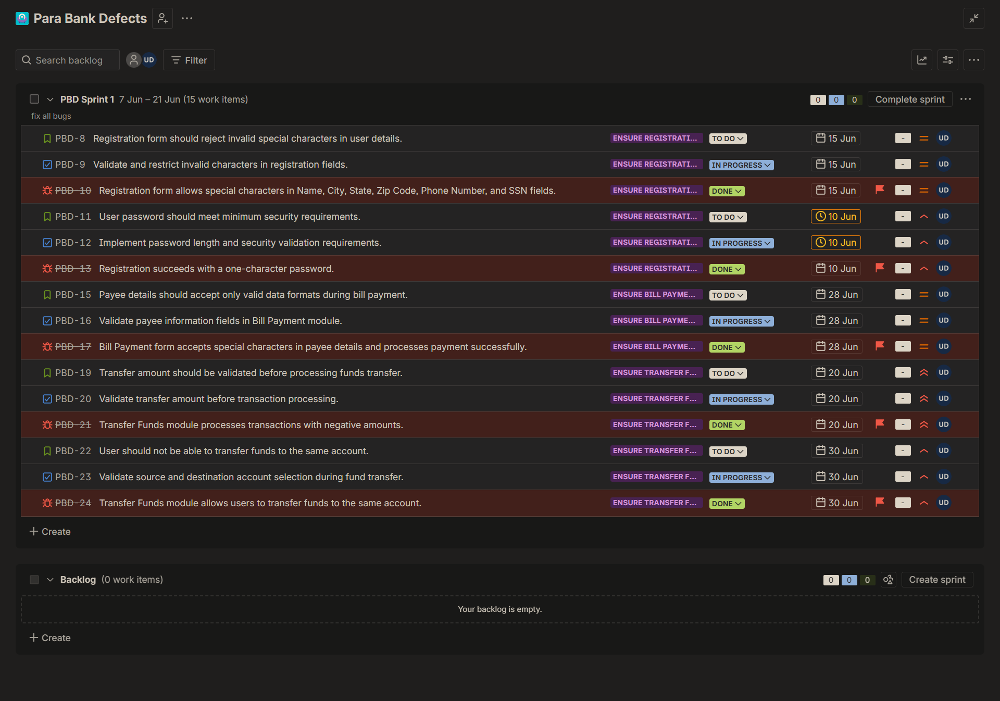 Para Bank Defects
Search backlog UD Filter
PBD Sprint 1 7 Jun – 21 Jun (15 work items) 0 0 0 Complete sprint
fix all bugs
PBD-8 Registration form should reject invalid special characters in user details. ENSURE REGISTRATI... TO DO 15 Jun - UD
PBD-9 Validate and restrict invalid characters in registration fields. ENSURE REGISTRATI... IN PROGRESS 15 Jun - UD
PBD-10 Registration form allows special characters in Name, City, State, Zip Code, Phone Number, and SSN fields. ENSURE REGISTRATI... DONE 15 Jun - UD
PBD-11 User password should meet minimum security requirements. ENSURE REGISTRATI... TO DO 10 Jun - UD
PBD-12 Implement password length and security validation requirements. ENSURE REGISTRATI... IN PROGRESS 10 Jun - UD
PBD-13 Registration succeeds with a one-character password. ENSURE REGISTRATI... DONE 10 Jun - UD
PBD-15 Payee details should accept only valid data formats during bill payment. ENSURE BILL PAYME... TO DO 28 Jun - UD
PBD-16 Validate payee information fields in Bill Payment module. ENSURE BILL PAYME... IN PROGRESS 28 Jun - UD
PBD-17 Bill Payment form accepts special characters in payee details and processes payment successfully. ENSURE BILL PAYME... DONE 28 Jun - UD
PBD-19 Transfer amount should be validated before processing funds transfer. ENSURE TRANSFER F... TO DO 20 Jun - UD
PBD-20 Validate transfer amount before transaction processing. ENSURE TRANSFER F... IN PROGRESS 20 Jun - UD
PBD-21 Transfer Funds module processes transactions with negative amounts. ENSURE TRANSFER F... DONE 20 Jun - UD
PBD-22 User should not be able to transfer funds to the same account. ENSURE TRANSFER F... TO DO 30 Jun - UD
PBD-23 Validate source and destination account selection during fund transfer. ENSURE TRANSFER F... IN PROGRESS 30 Jun - UD
PBD-24 Transfer Funds module allows users to transfer funds to the same account. ENSURE TRANSFER F... DONE 30 Jun - UD
Create
Backlog (0 work items) 0 0 0 Create sprint
Your backlog is empty.
Create